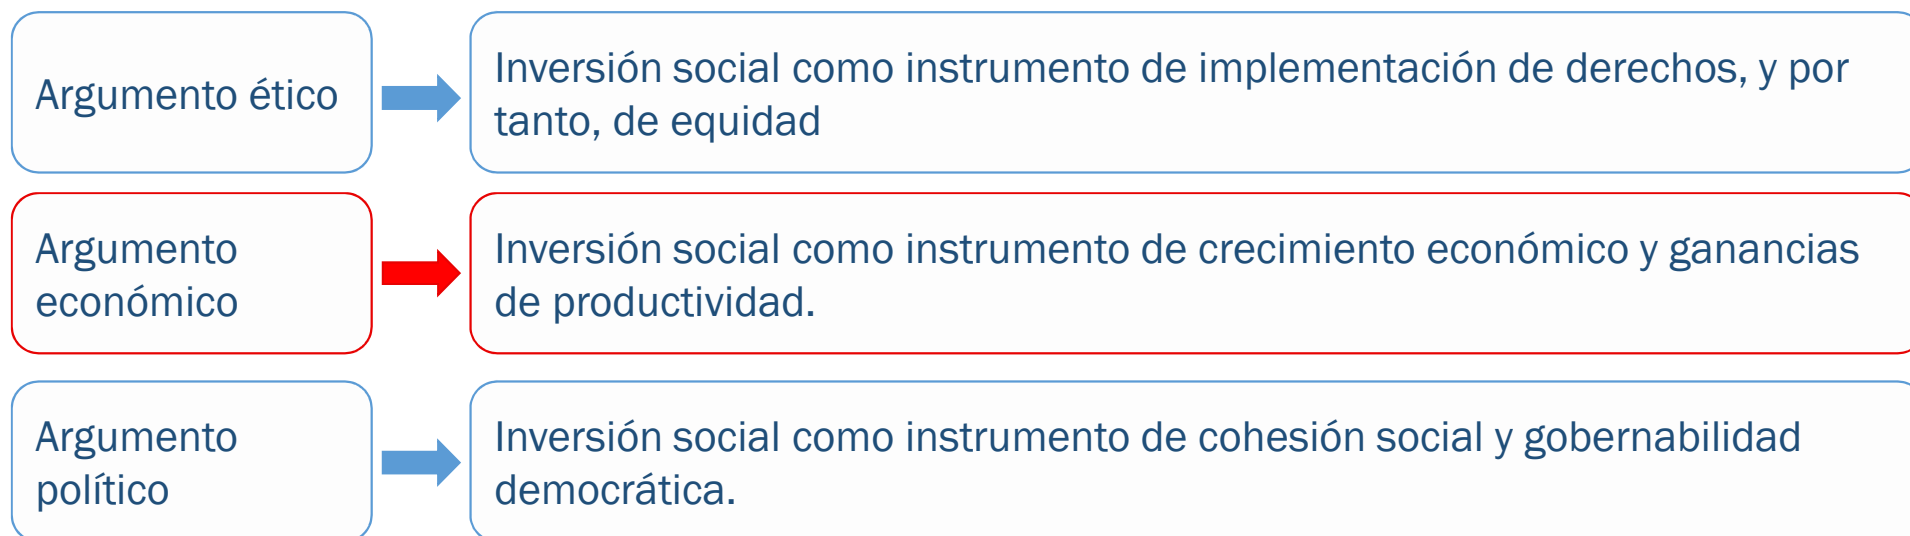 Argumento ético
Inversión social como instrumento de implementación de derechos, y por
tanto, de equidad
Argumento
económico
Inversión social como instrumento de crecimiento económico y ganancias
de productividad.
Argumento
político
Inversión social como instrumento de cohesión social y gobernabilidad
democrática.